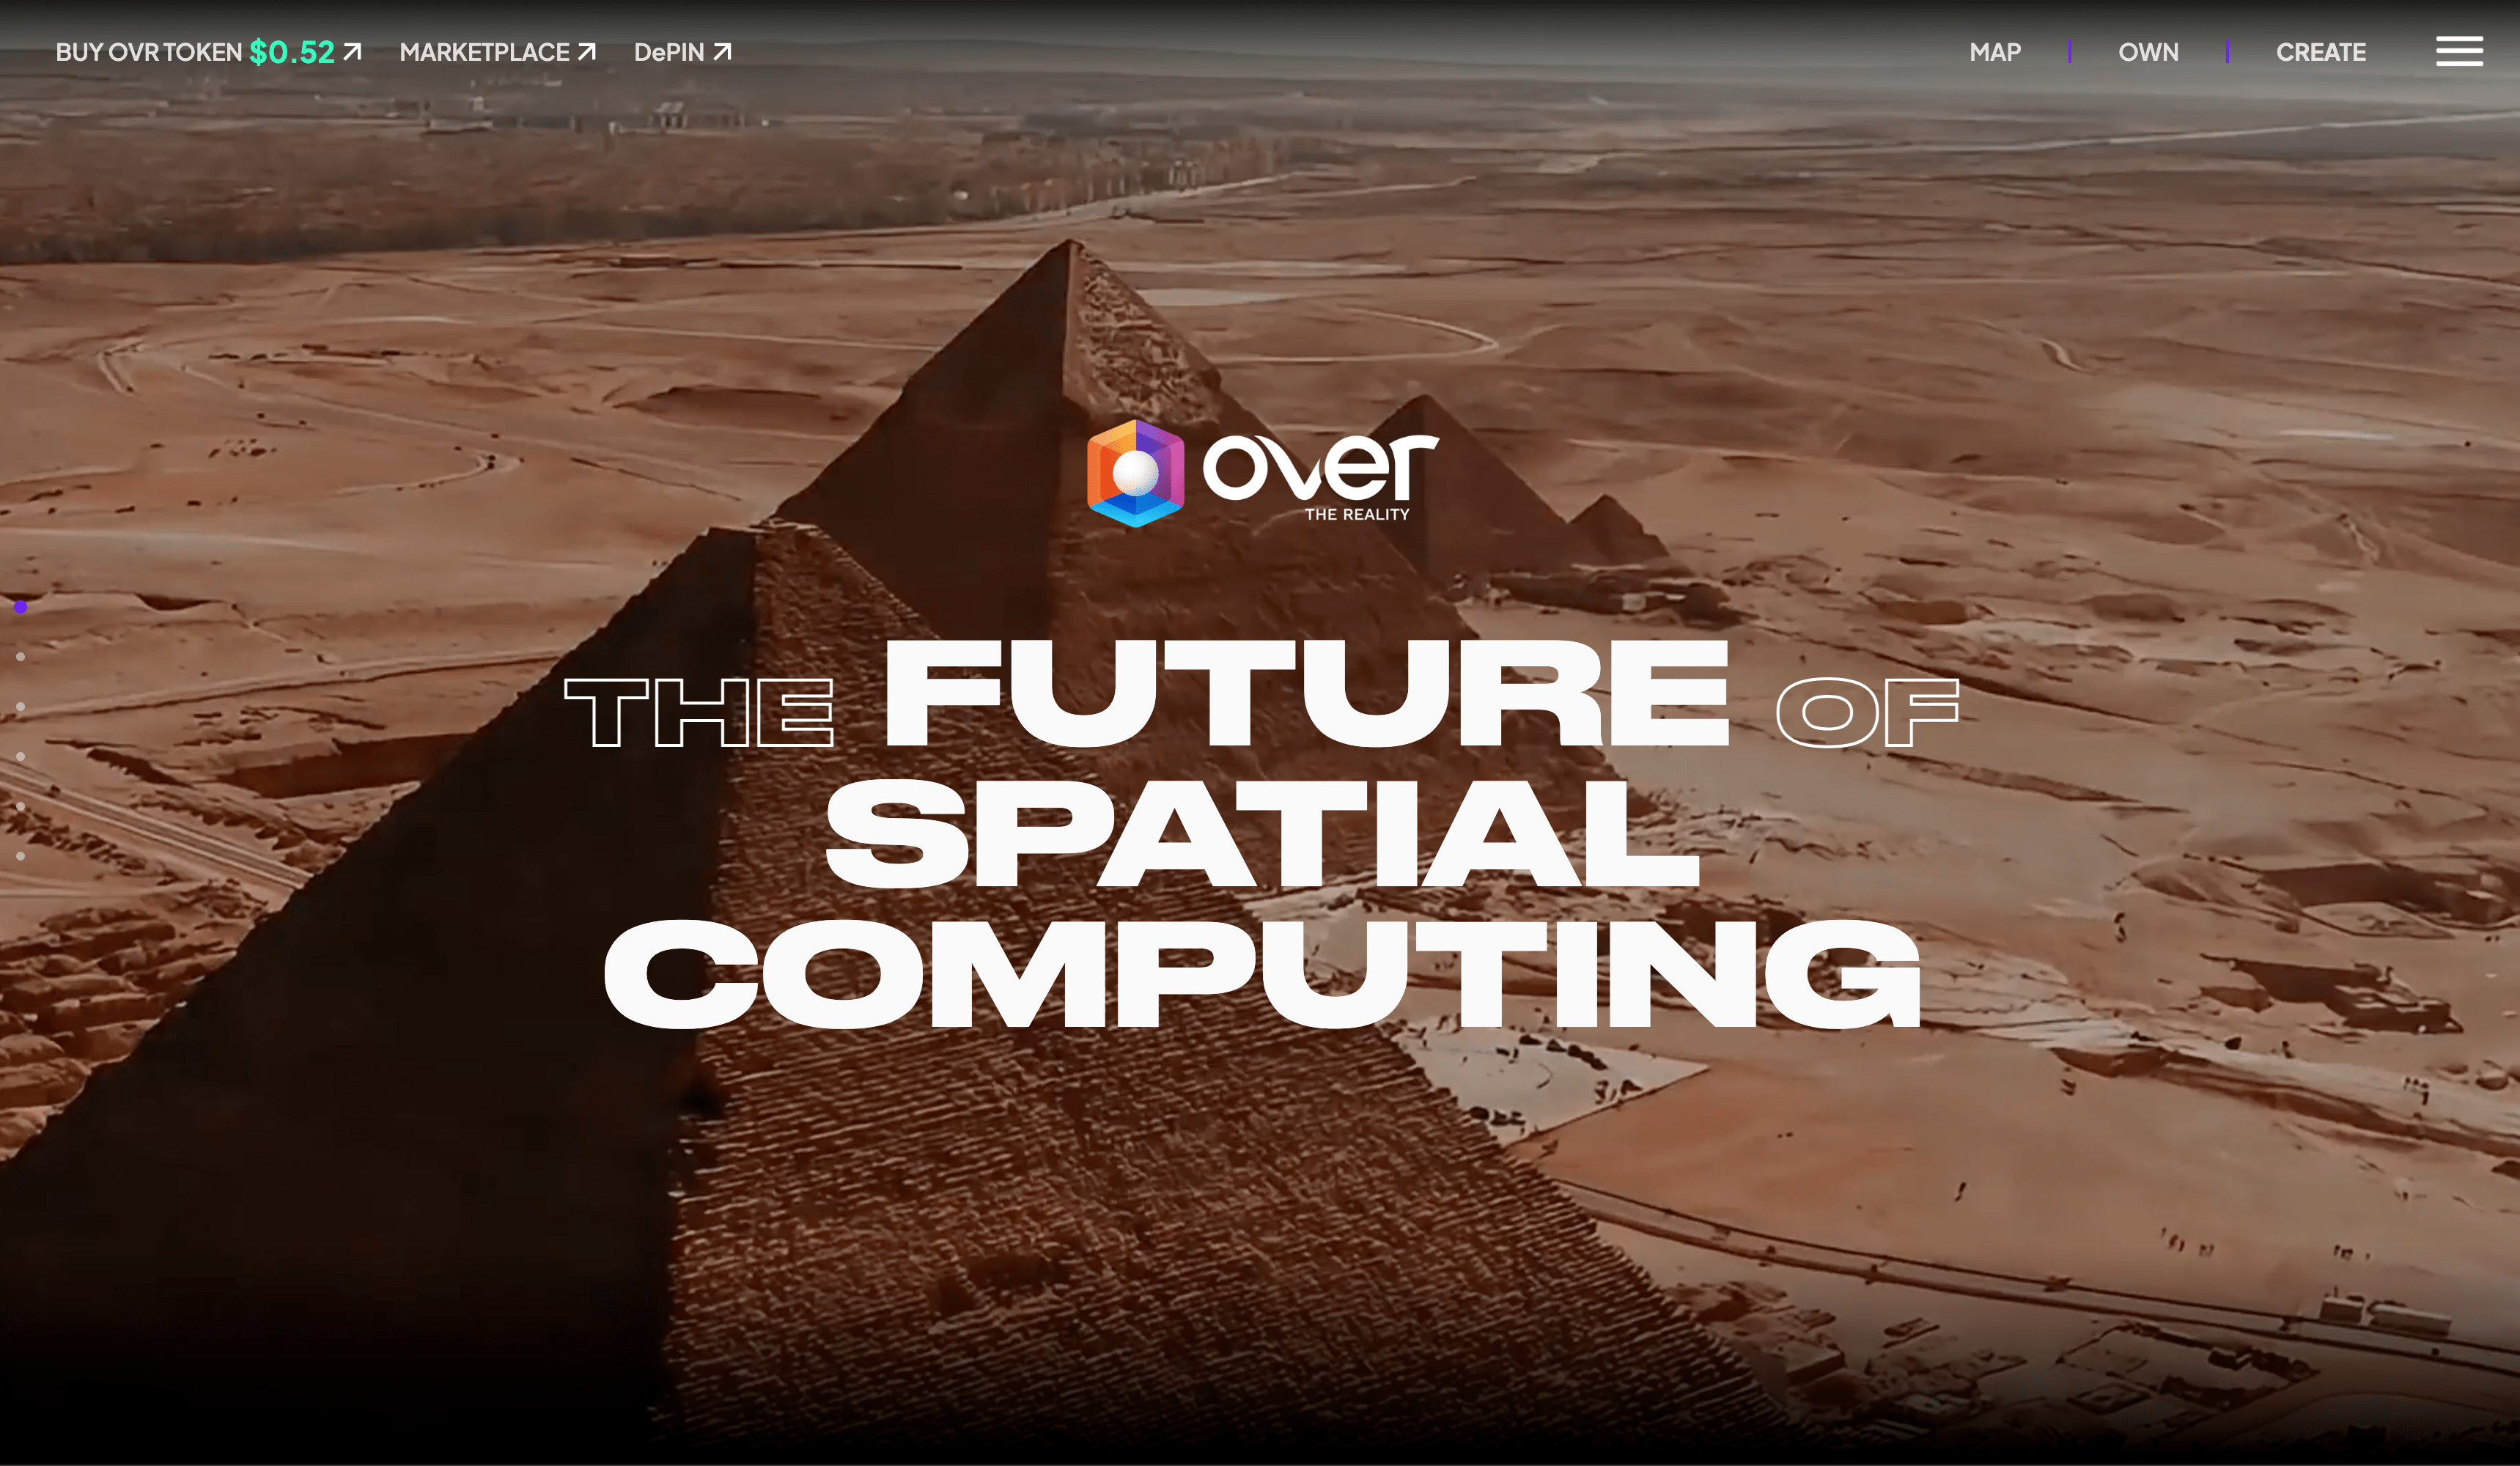 BUY OVR TOKEN $0.52 MARKETPLACE DePIN MAP OWN CREATE
over
THE REALITY
THE FUTURE OF
SPATIAL
COMPUTING